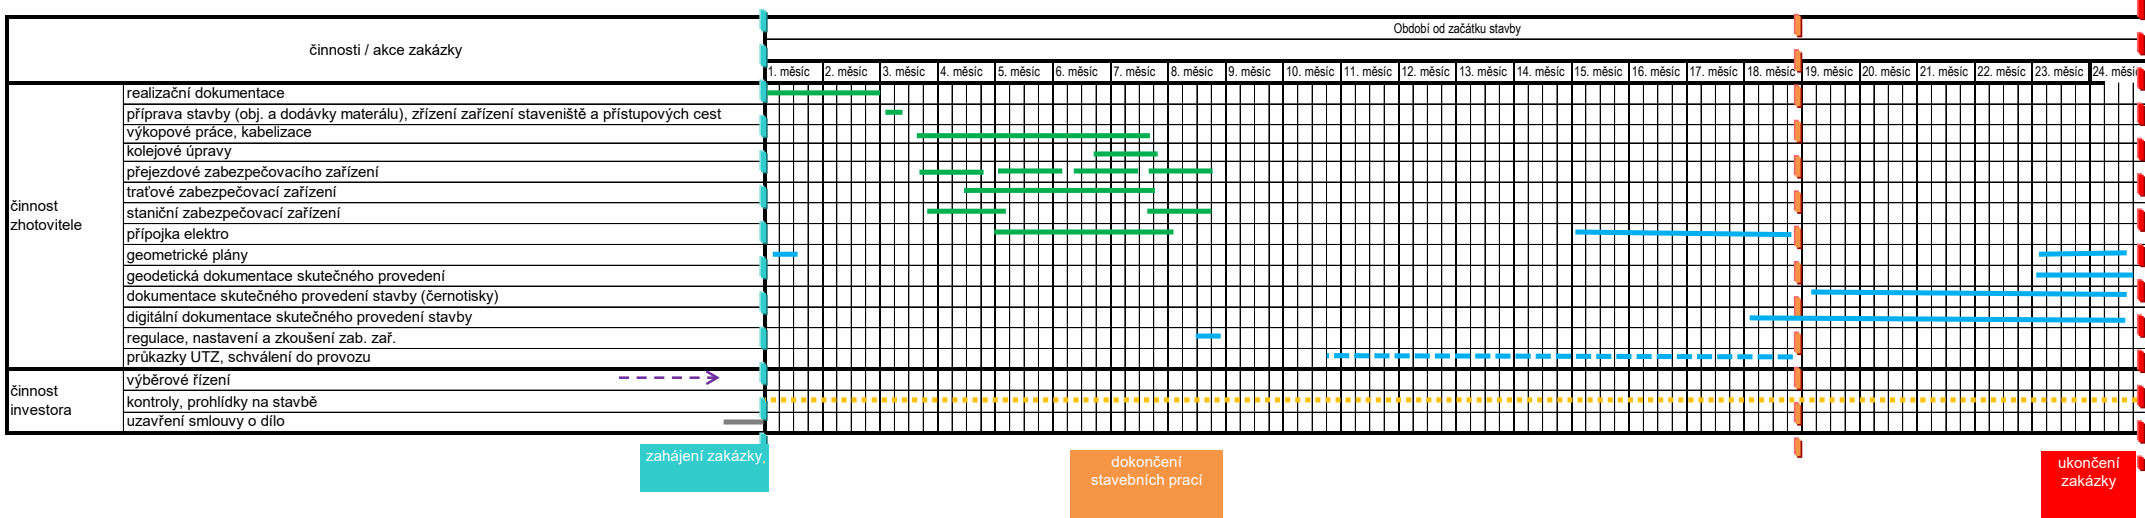 Období od začátku stavby
činnosti / akce zakázky
1. měsíc 2. měsíc 3. měsíc 4. měsíc 5. měsíc 6. měsíc 7. měsíc 8. měsíc 9. měsíc 10. měsíc 11. měsíc 12. měsíc 13. měsíc 14. měsíc 15. měsíc 16. měsíc 17. měsíc 18. měsíc 19. měsíc 20. měsíc 21. měsíc 22. měsíc 23. měsíc 24. měsíc
činnost
zhotovitele
realizační dokumentace
příprava stavby (obj. a dodávky materálu), zřízení zařízení staveniště a přístupových cest
výkopové práce, kabelizace
kolejové úpravy
přejezdové zabezpečovacího zařízení
traťové zabezpečovací zařízení
staniční zabezpečovací zařízení
přípojka elektro
geometrické plány
geodetická dokumentace skutečného provedení
dokumentace skutečného provedení stavby (černotisky)
digitální dokumentace skutečného provedení stavby
regulace, nastavení a zkoušení zab. zař.
průkazky UTZ, schválení do provozu
činnost
investora
výběrové řízení
kontroly, prohlídky na stavbě
uzavření smlouvy o dílo
zahájení zakázky,
dokončení
stavebních prací
ukončení
zakázky